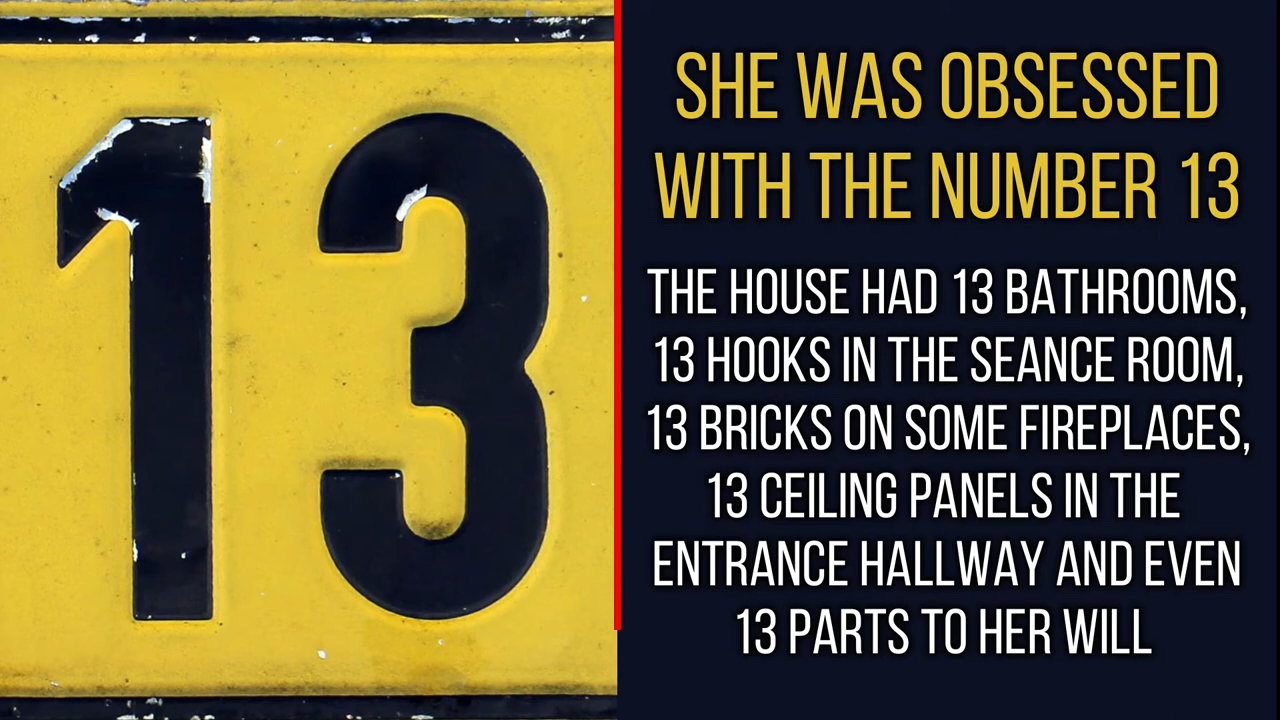 13
SHE WAS OBSESSED
WITH THE NUMBER 13
THE HOUSE HAD 13 BATHROOMS,
13 HOOKS IN THE SEANCE ROOM,
13 BRICKS ON SOME FIREPLACES,
13 CEILING PANELS IN THE
ENTRANCE HALLWAY AND EVEN
13 PARTS TO HER WILL